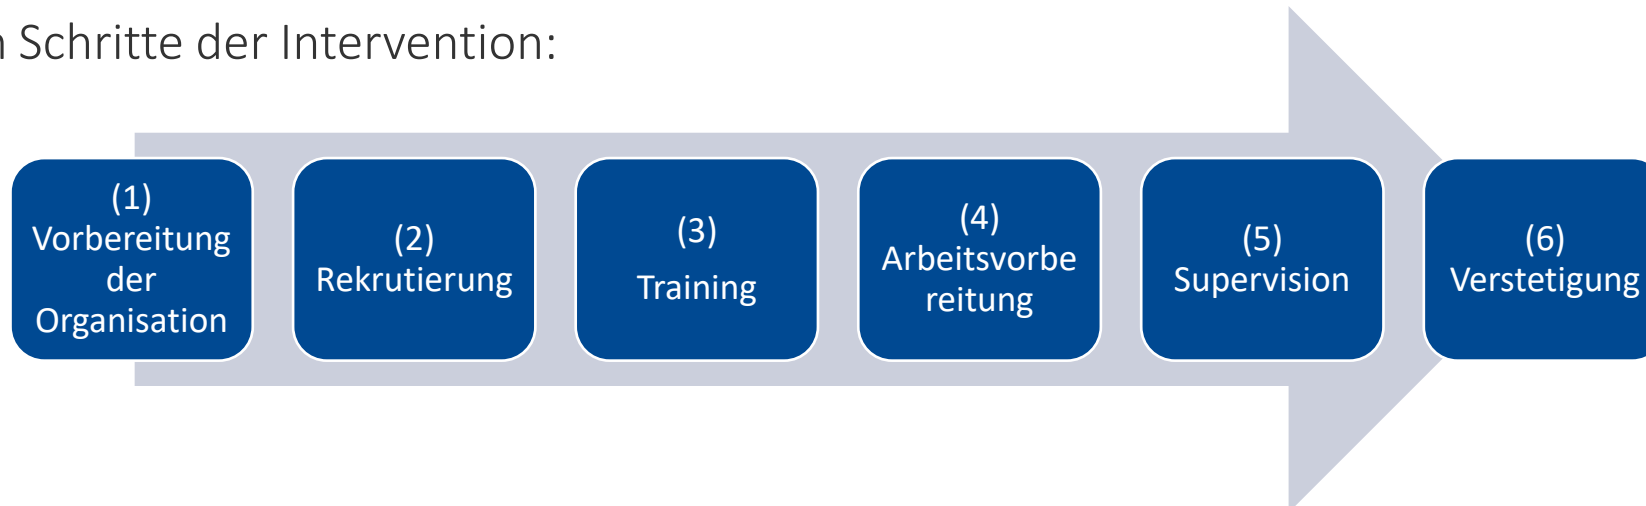 Schritte der Intervention:
(1)
Vorbereitung
der
Organisation
(2)
Rekrutierung
(3)
Training
(4)
Arbeitsvorbe
reitung
(5)
Supervision
(6)
Verstetigung